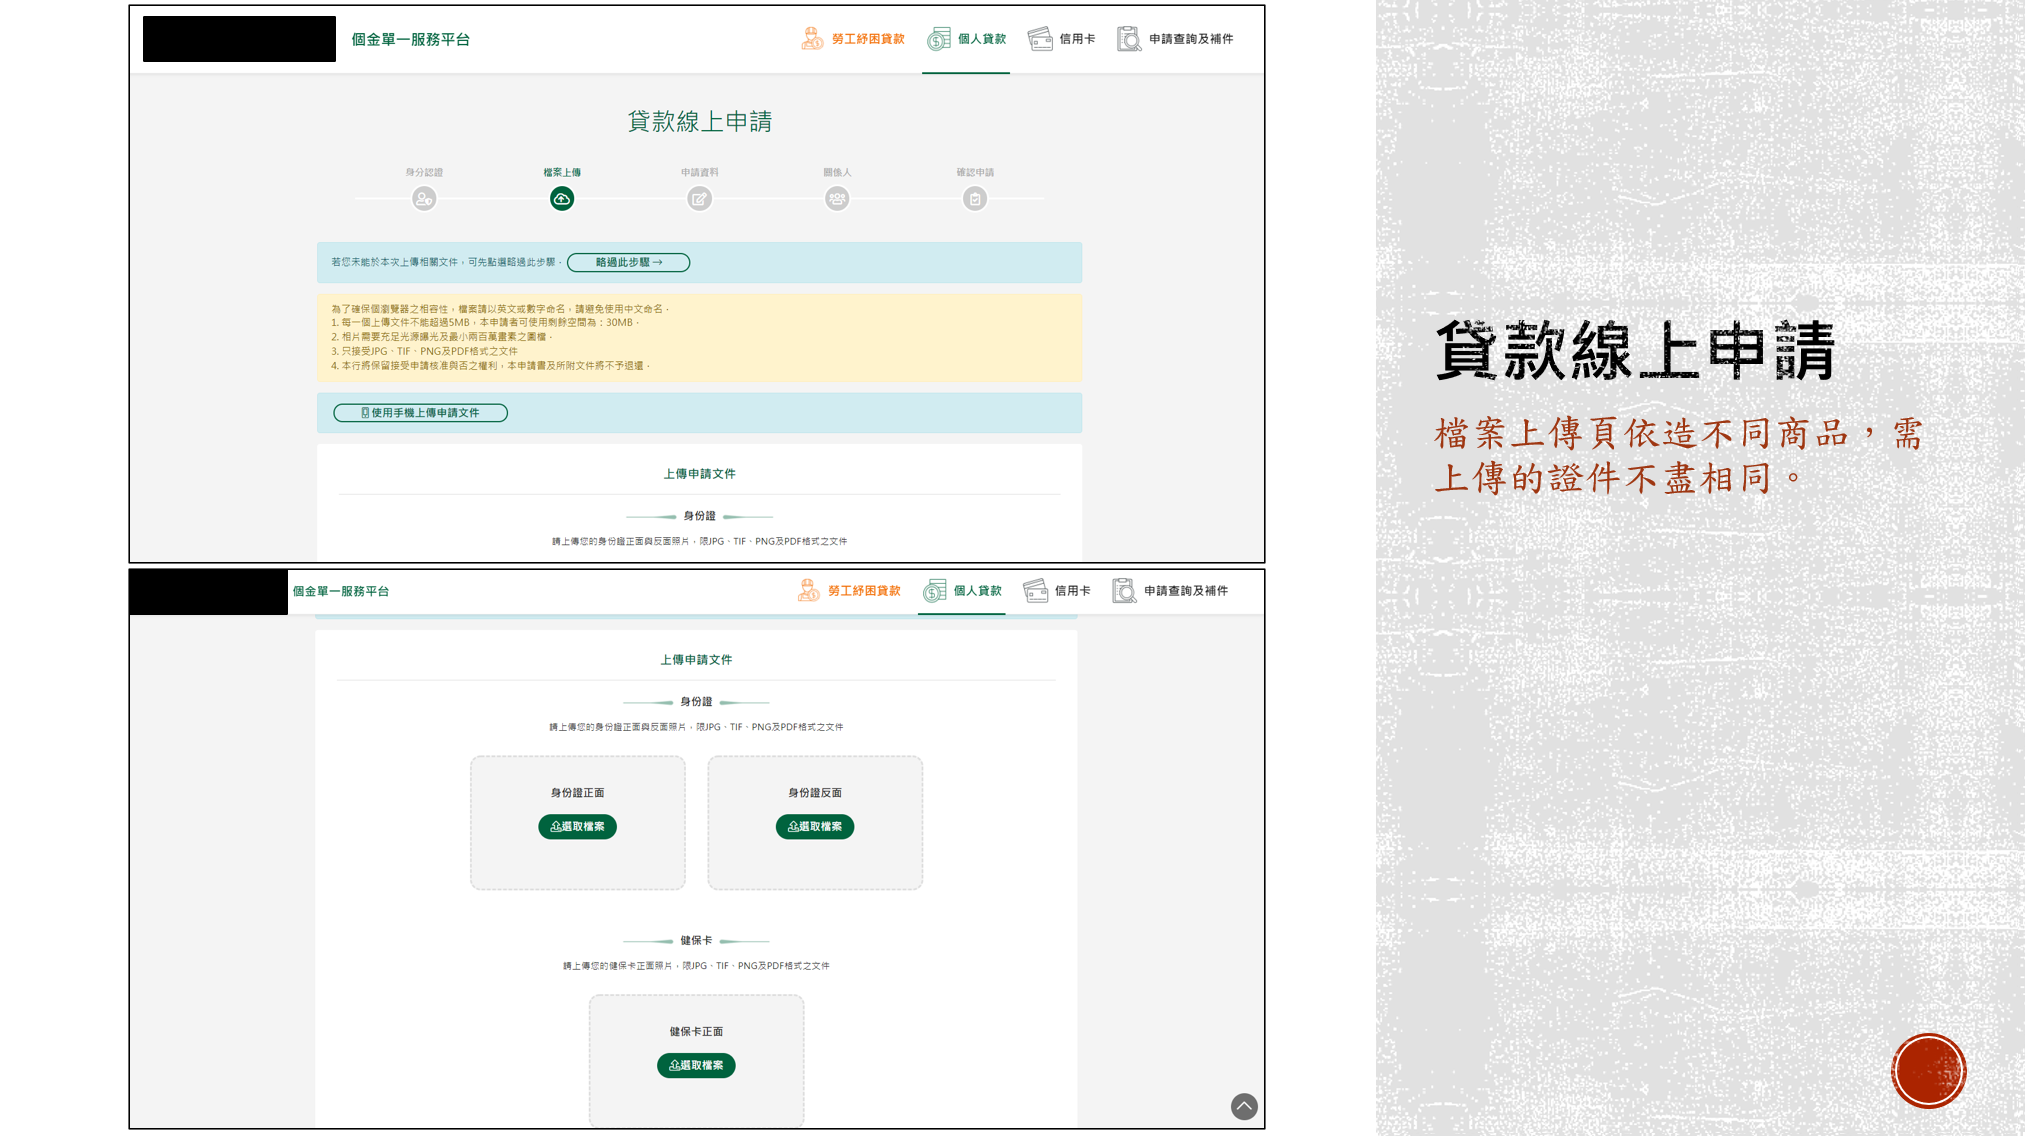 個金單一服務平台
勞工紓困貸款
個人貸款
信用卡
申請查詢及補件
貸款線上申請
身分認證
檔案上傳
申請資料
關係人
確認申請
若您未能於本次上傳相關文件，可先點選略過此步驟。 略過此步驟→
為了確保個瀏覽器之相容性，檔案請以英文或數字命名，請避免使用中文命名。
1. 每一個上傳文件不能超過5MB，本申請者可使用剩餘空間為：30MB。
2. 相片需要充足光源曝光及最小兩百萬畫素之圖檔。
3. 只接受JPG、TIF、PNG及PDF格式之文件
4. 本行將保留接受申請核准與否之權利，本申請書及所附文件將不予退還。
使用手機上傳申請文件
上傳申請文件
身份證
請上傳您的身份證正面與反面照片，限JPG、TIF、PNG及PDF格式之文件
個金單一服務平台
勞工紓困貸款
個人貸款
信用卡
申請查詢及補件
上傳申請文件
身份證
請上傳您的身份證正面與反面照片，限JPG、TIF、PNG及PDF格式之文件
身份證正面
選取檔案
身份證反面
選取檔案
健保卡
請上傳您的健保卡正面照片，限JPG、TIF、PNG及PDF格式之文件
健保卡正面
選取檔案
貸款線上申請
檔案上傳頁依造不同商品，需
上傳的證件不盡相同。